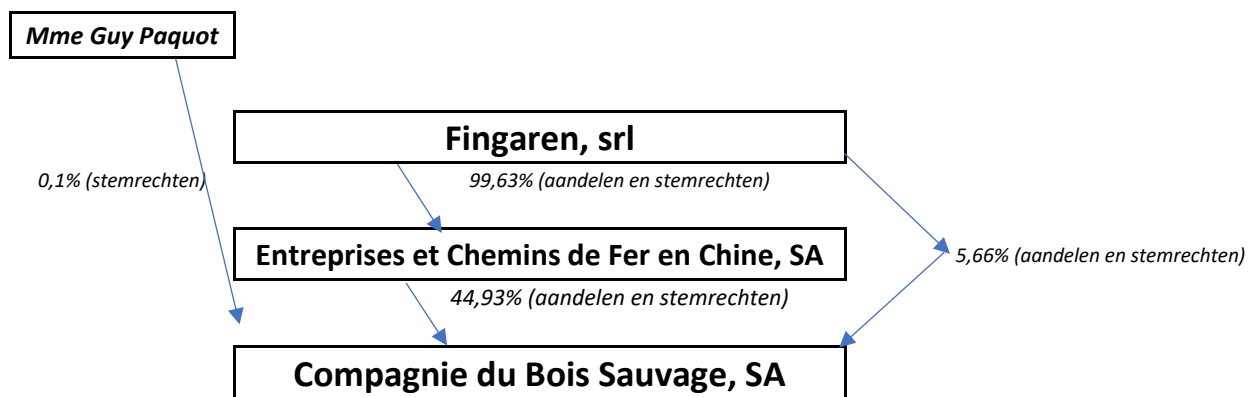 Mme Guy Paquot
Fingaren, srl
0,1% (stemrechten)
99,63% (aandelen en stemrechten)
Entreprises et Chemins de Fer en Chine, SA
5,66% (aandelen en stemrechten)
44,93% (aandelen en stemrechten)
Compagnie du Bois Sauvage, SA